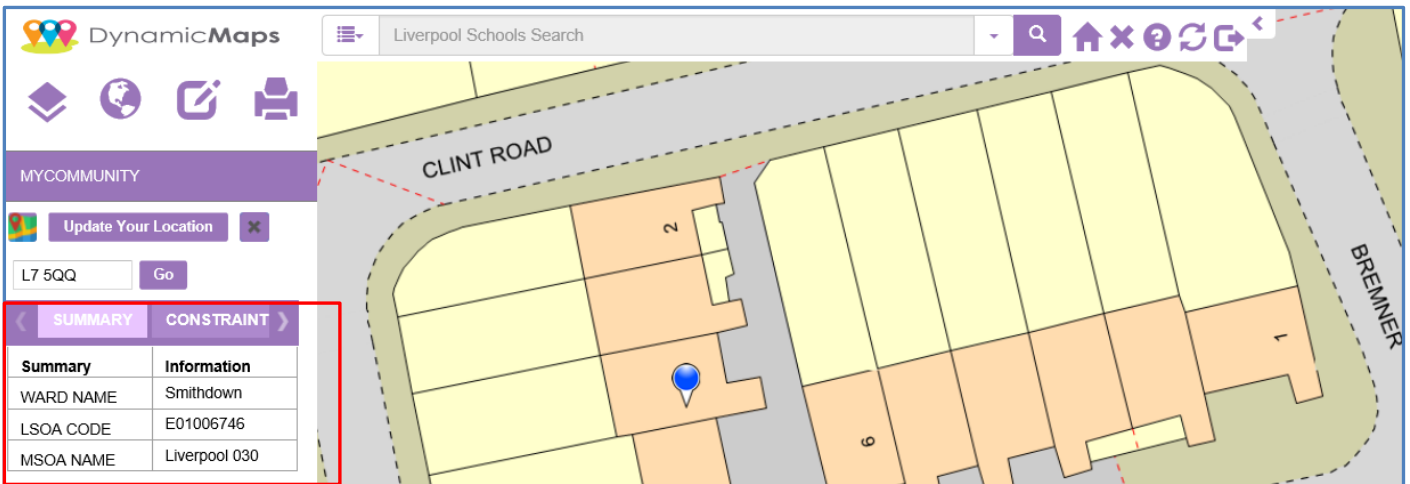 DynamicMaps
Liverpool Schools Search
MYCOMMUNITY
Update Your Location
L7 5QQ Go
SUMMARY CONSTRAINT
Summary Information
WARD NAME Smithdown
LSOA CODE E01006746
MSOA NAME Liverpool 030
CLINT ROAD
2
BREMNER
1
6